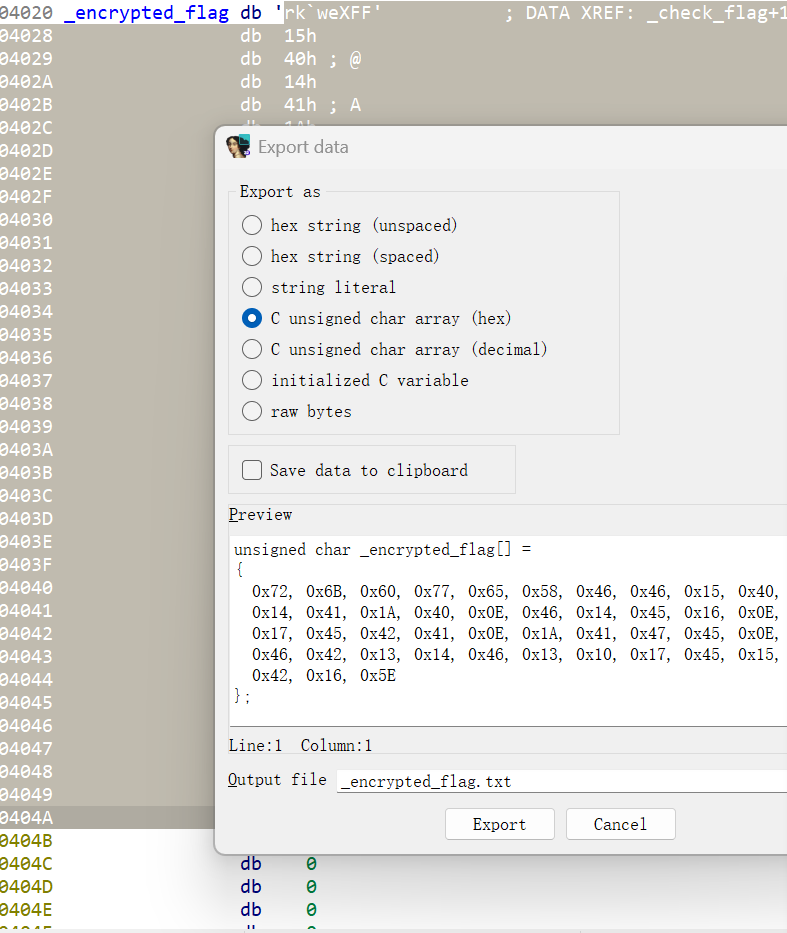 04020 _encrypted_flag db 'rk`weXFF' ; DATA XREF: _check_flag+1
04028 db 15h
04029 db 40h ; @
0402A db 14h
0402B db 41h ; A
0402C
0402D
0402E
0402F
04030
04031
04032
04033
04034
04035
04036
04037
04038
04039
0403A
0403B
0403C
0403D
0403E
0403F
04040
04041
04042
04043
04044
04045
04046
04047
04048
04049
0404A
0404B
0404C db 0
0404D db 0
0404E db 0
Export data
Export as
hex string (unspaced)
hex string (spaced)
string literal
C unsigned char array (hex)
C unsigned char array (decimal)
initialized C variable
raw bytes
Save data to clipboard
Preview
unsigned char _encrypted_flag[] =
{
0x72, 0x6B, 0x60, 0x77, 0x65, 0x58, 0x46, 0x46, 0x15, 0x40,
0x14, 0x41, 0x1A, 0x40, 0x0E, 0x46, 0x14, 0x45, 0x16, 0x0E,
0x17, 0x45, 0x42, 0x41, 0x0E, 0x1A, 0x41, 0x47, 0x45, 0x0E,
0x46, 0x42, 0x13, 0x14, 0x46, 0x13, 0x10, 0x17, 0x45, 0x15,
0x42, 0x16, 0x5E
};
Line:1 Column:1
Output file _encrypted_flag.txt
Export Cancel